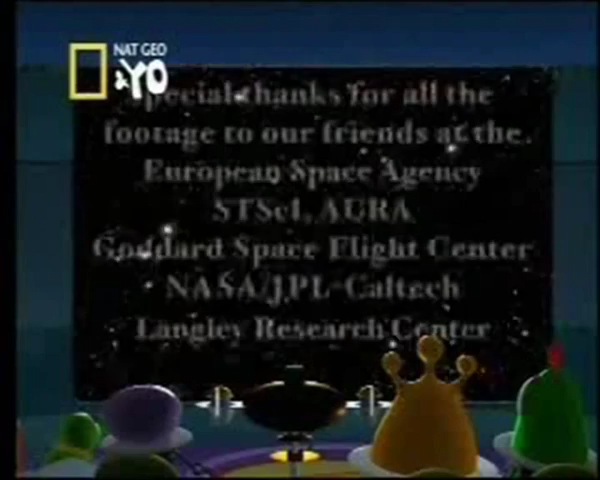 NAT GEO
&YO
Special thanks for all the
footage to our friends at the
European Space Agency
STScI, AURA
Goddard Space Flight Center
NASA/JPL-Caltech
Langley Research Center